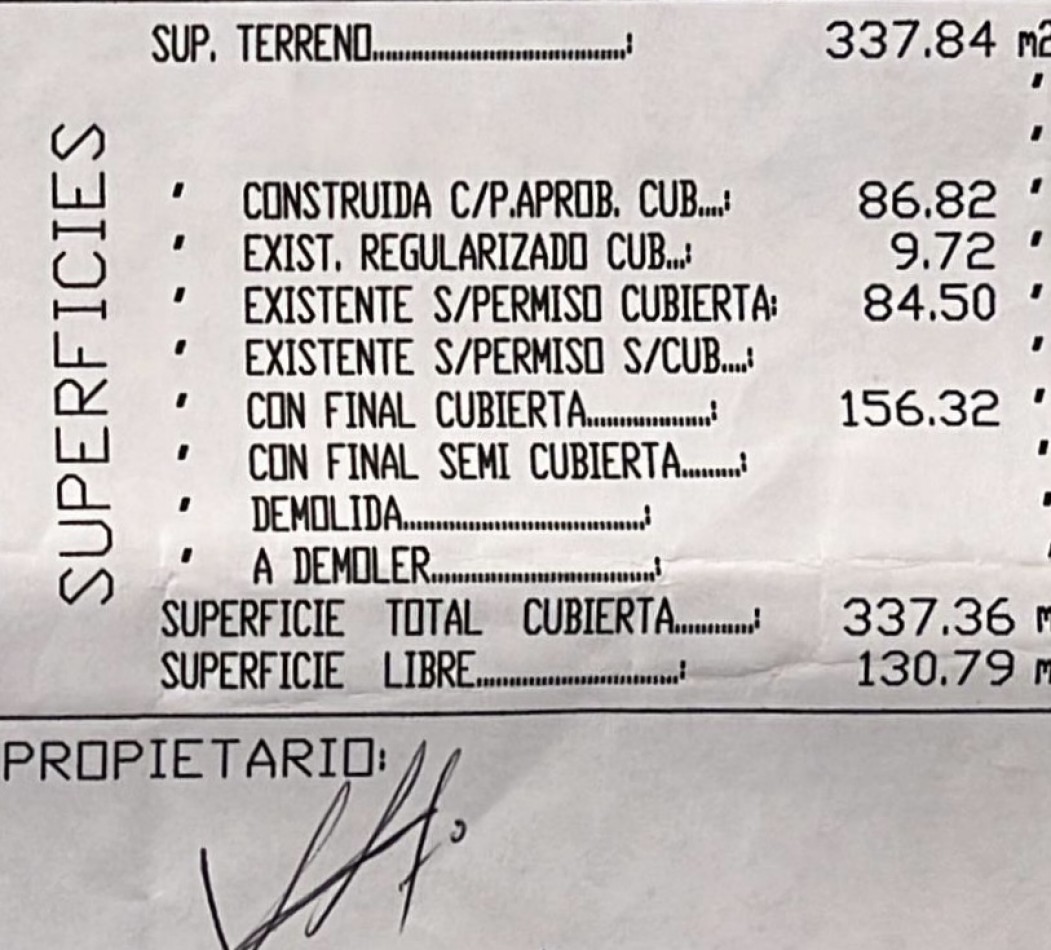 SUPERFICIES
SUP. TERRENO..............................: 337.84 m2
' CONSTRUIDA C/P.APROB. CUB....: 86.82 '
' EXIST. REGULARIZADO CUB...: 9.72 '
' EXISTENTE S/PERMISO CUBIERTA: 84.50 '
' EXISTENTE S/PERMISO S/CUB....: '
' CON FINAL CUBIERTA................: 156.32 '
' CON FINAL SEMI CUBIERTA.........: '
' DEMOLIDA..............................: '
' A DEMOLER............................: '
SUPERFICIE TOTAL CUBIERTA...........: 337.36 m
SUPERFICIE LIBRE.........................: 130.79 m
PROPIETARIO: